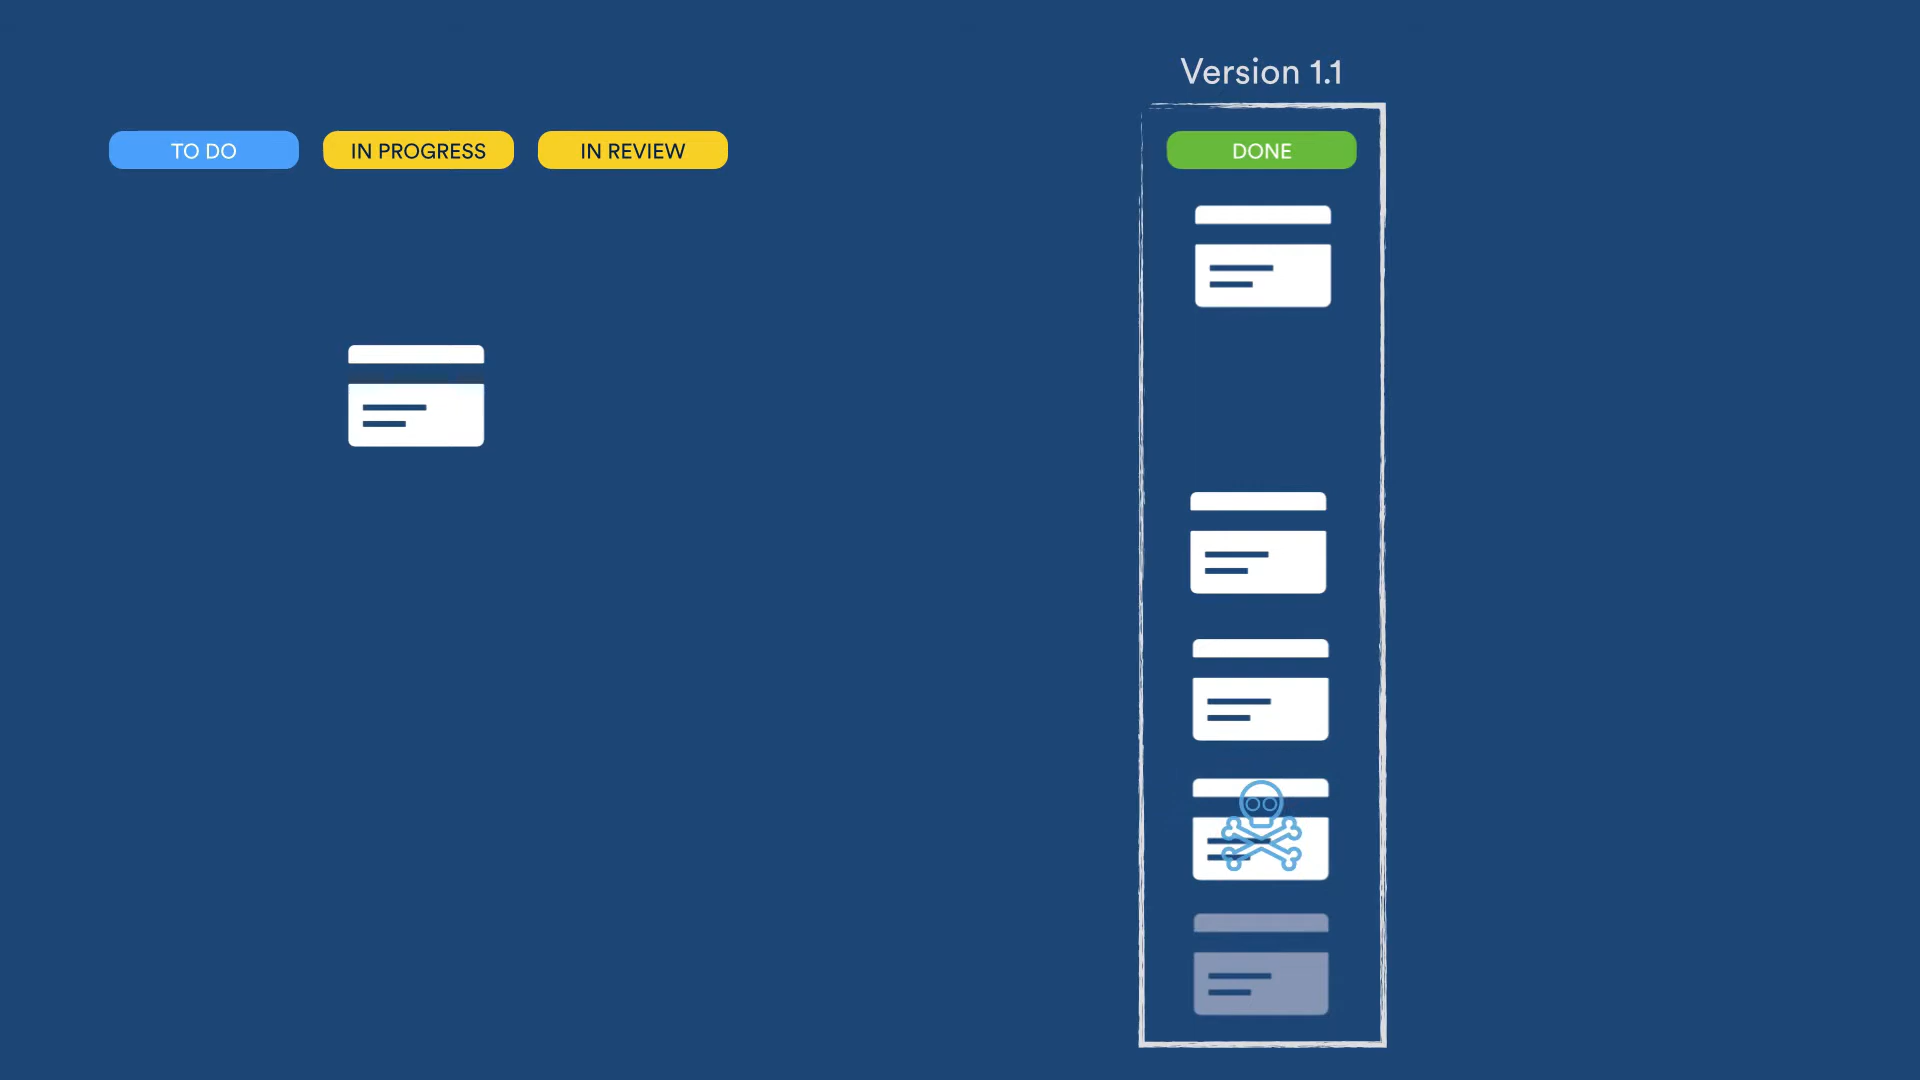 Version 1.1
TO DO
IN PROGRESS
IN REVIEW
DONE